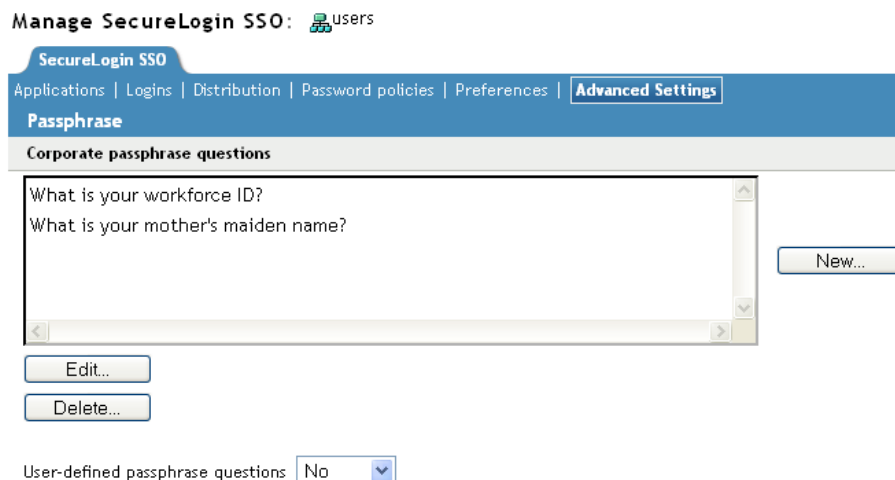 Manage SecureLogin SSO: users
SecureLogin SSO
Applications | Logins | Distribution | Password policies | Preferences | Advanced Settings
Passphrase
Corporate passphrase questions
What is your workforce ID?
What is your mother's maiden name?
New...
Edit...
Delete...
User-defined passphrase questions No